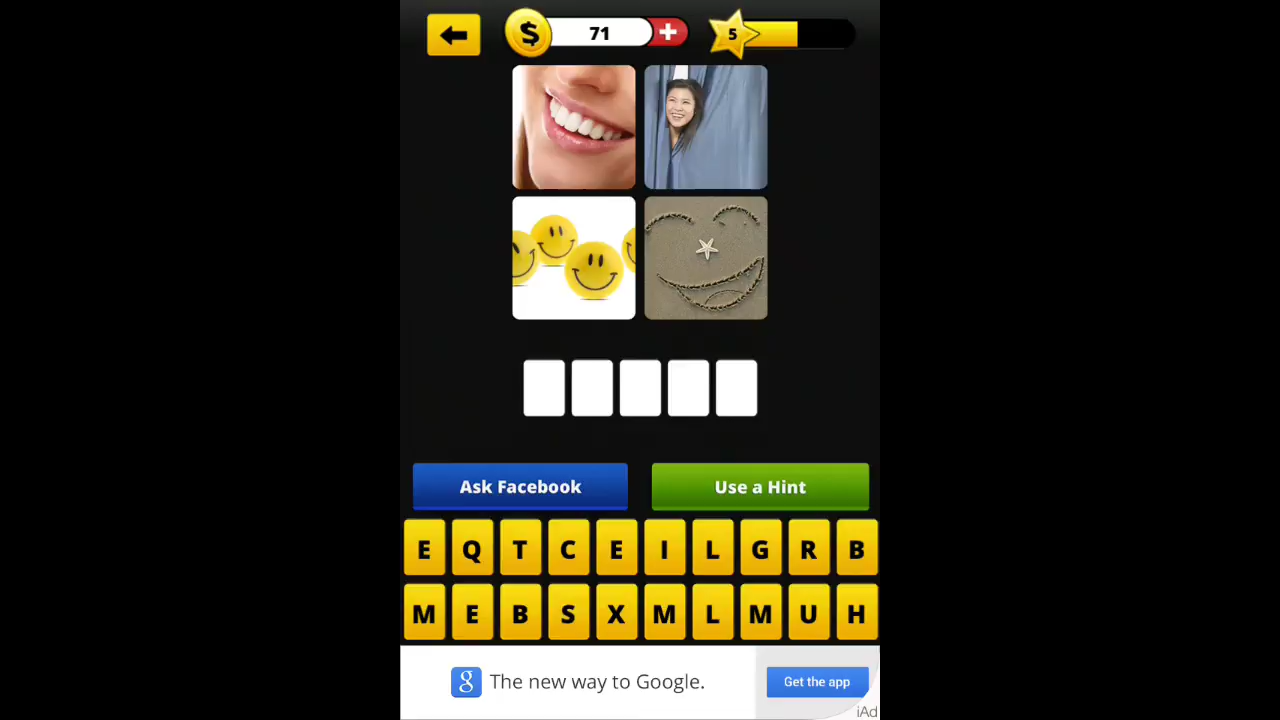 $ 71 + 5
Ask Facebook
Use a Hint
E Q T C E I L G R B
M E B S X M L M U H
g The new way to Google.
Get the app
iAd